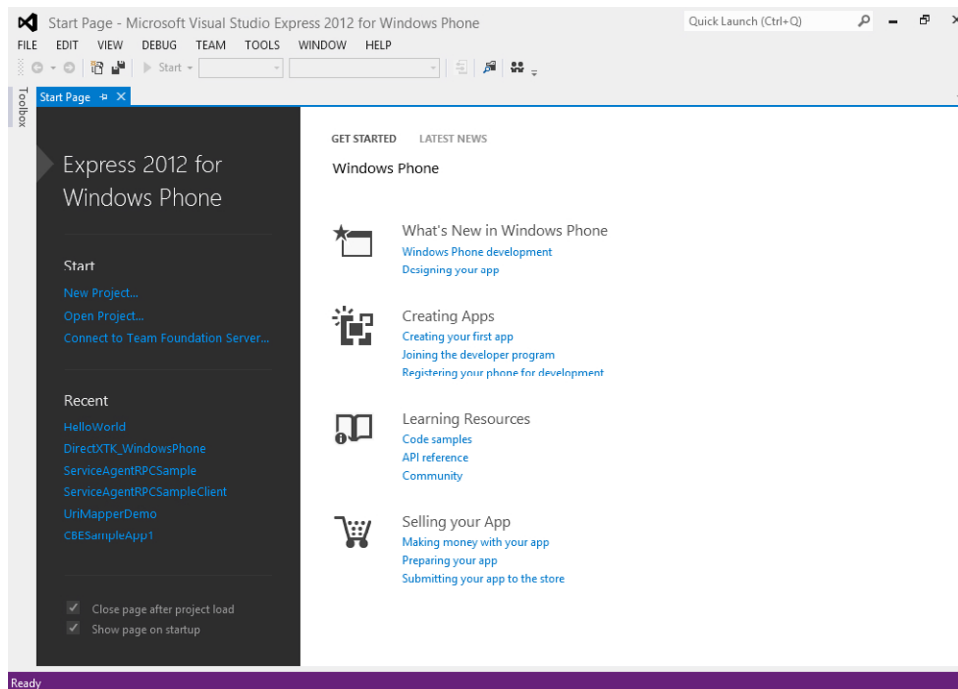 Start Page - Microsoft Visual Studio Express 2012 for Windows Phone
Quick Launch (Ctrl+Q)
FILE EDIT VIEW DEBUG TEAM TOOLS WINDOW HELP
Start
Toolbox
Start Page
Express 2012 for
Windows Phone
Start
New Project...
Open Project...
Connect to Team Foundation Server...
Recent
HelloWorld
DirectXTK_WindowsPhone
ServiceAgentRPCSample
ServiceAgentRPCSampleClient
UriMapperDemo
CBESampleApp1
Close page after project load
Show page on startup
GET STARTED LATEST NEWS
Windows Phone
What's New in Windows Phone
Windows Phone development
Designing your app
Creating Apps
Creating your first app
Joining the developer program
Registering your phone for development
Learning Resources
Code samples
API reference
Community
Selling your App
Making money with your app
Preparing your app
Submitting your app to the store
Ready